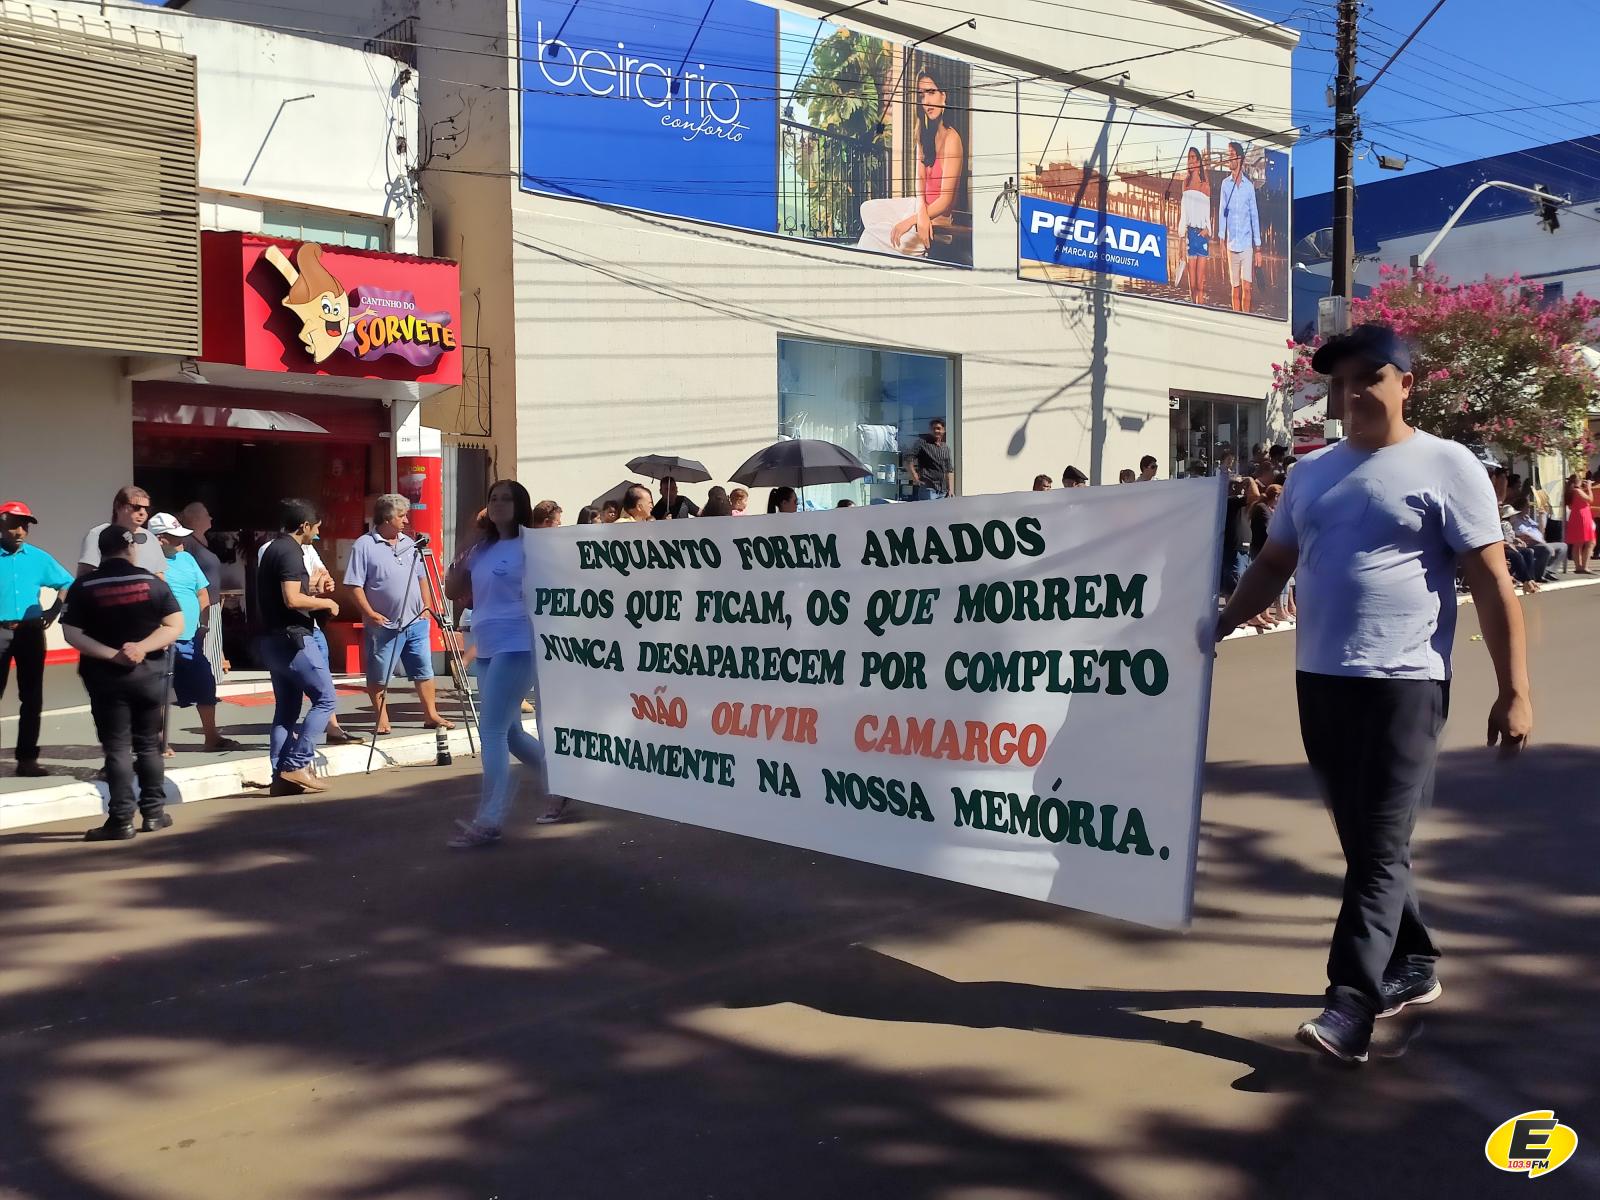 beira rio
conforto
PEGADA
A MARCA DA CONQUISTA
CANTINHO DO
SORVETE
ENQUANTO FOREM AMADOS
PELOS QUE FICAM, OS QUE MORREM
NUNCA DESAPARECEM POR COMPLETO
JOÃO OLIVIR CAMARGO
ETERNAMENTE NA NOSSA MEMÓRIA.
E
103.9 FM